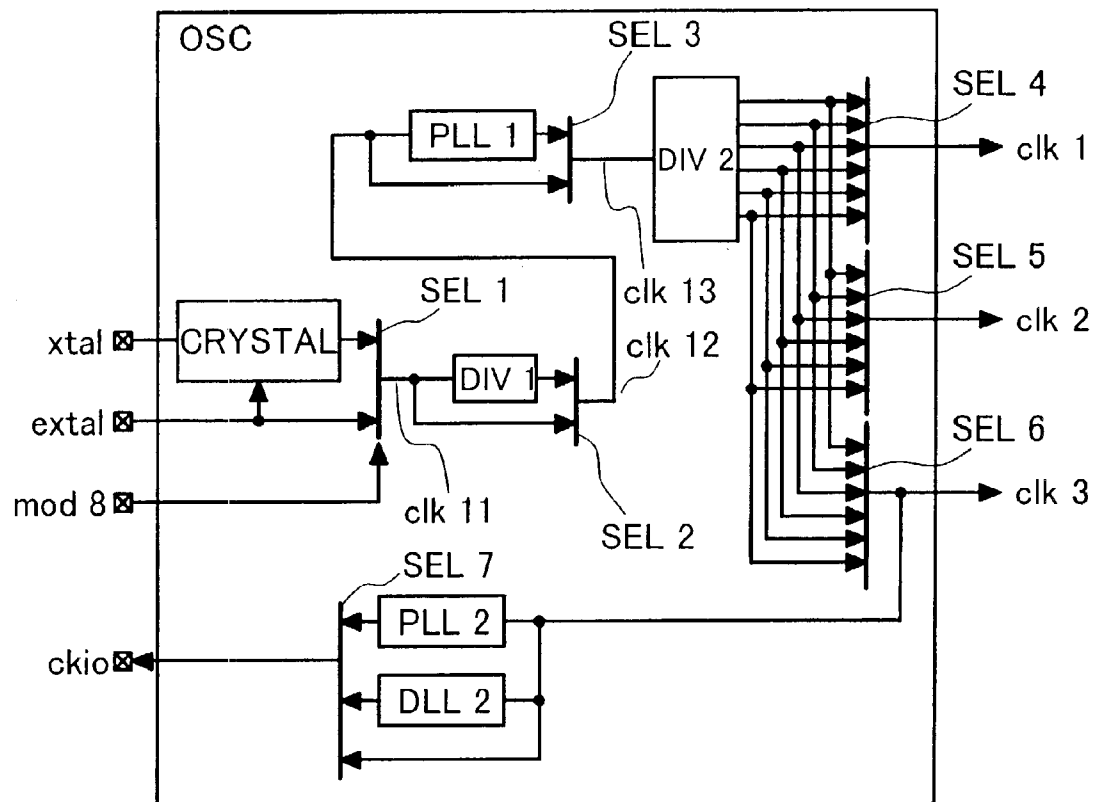 OSC
SEL 3
SEL 4
PLL 1
DIV 2
clk 1
SEL 5
SEL 1
clk 13
clk 2
xtal
CRYSTAL
clk 12
DIV 1
extal
SEL 6
mod 8
clk 11
SEL 2
clk 3
SEL 7
PLL 2
ckio
DLL 2